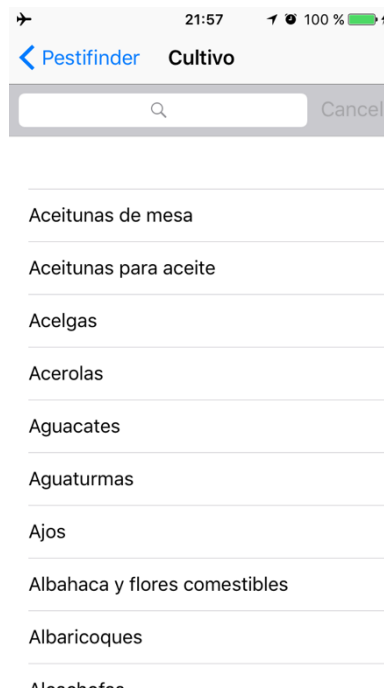 21:57
100 %
Pestifinder
Cultivo
Cancel
Aceitunas de mesa
Aceitunas para aceite
Acelgas
Acerolas
Aguacates
Aguaturmas
Ajos
Albahaca y flores comestibles
Albaricoques